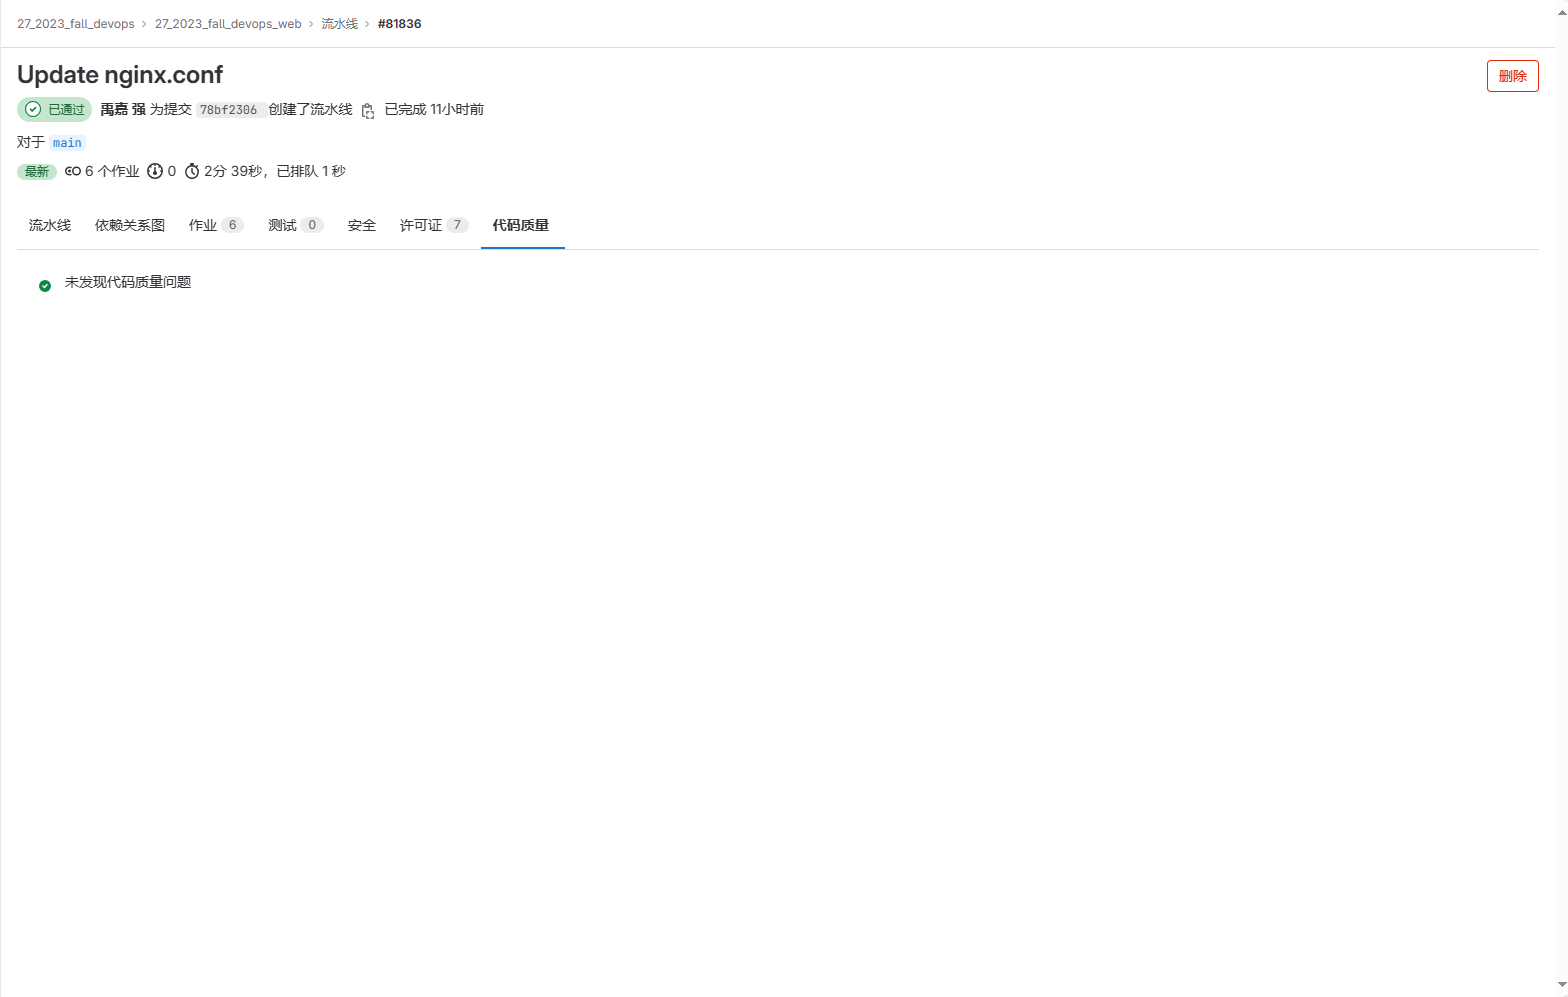 27_2023_fall_devops › 27_2023_fall_devops_web › 流水线 › #81836
Update nginx.conf
删除
已通过 禹嘉 强 为提交 78bf2306 创建了流水线 已完成 11小时前
对于 main
最新 6 个作业 0 2分 39秒，已排队 1 秒
流水线 依赖关系图 作业 6 测试 0 安全 许可证 7 代码质量
未发现代码质量问题